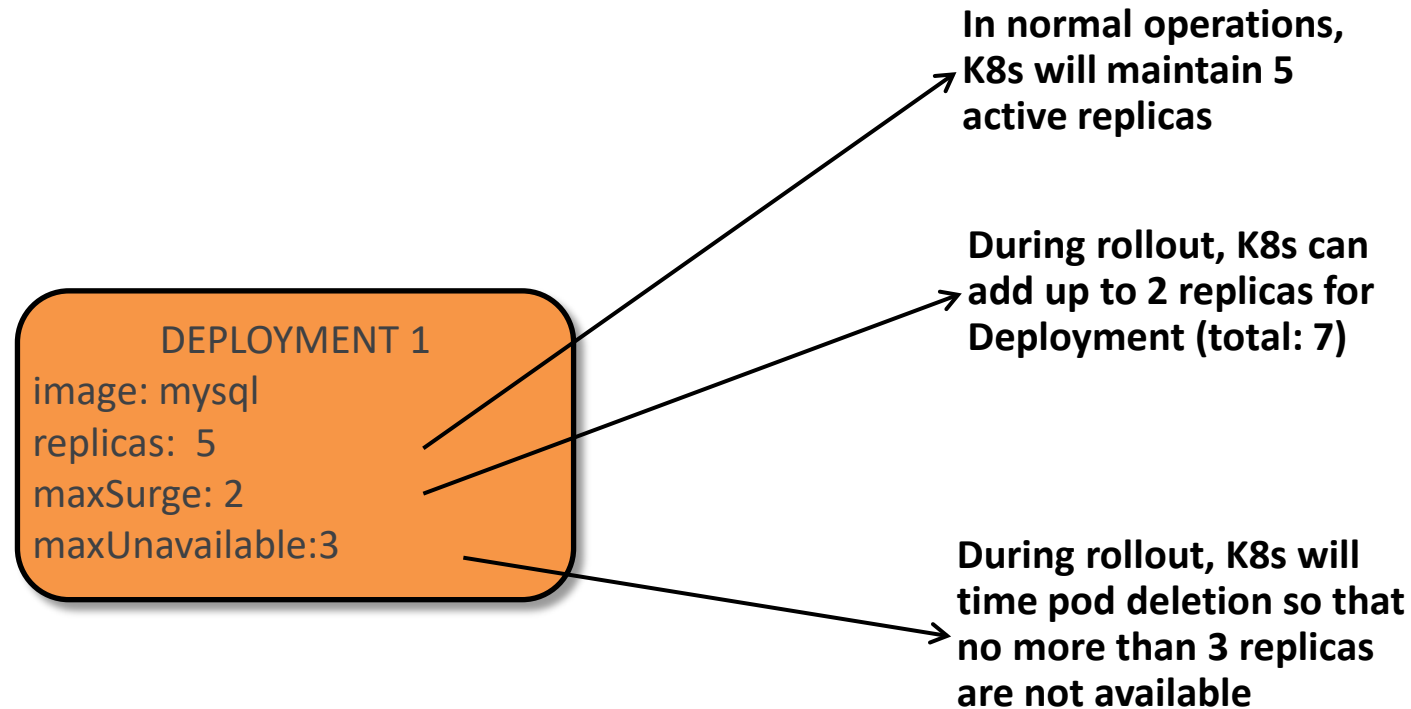 In normal operations,
K8s will maintain 5
active replicas
During rollout, K8s can
add up to 2 replicas for
Deployment (total: 7)
DEPLOYMENT 1
image: mysql
replicas:  5
maxSurge: 2
maxUnavailable:3
During rollout, K8s will
time pod deletion so that
no more than 3 replicas
are not available